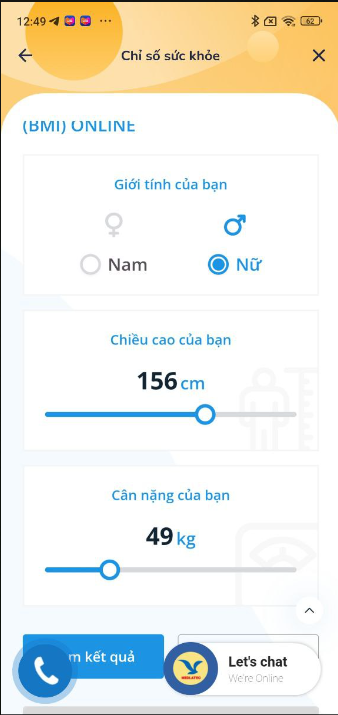 12:49
62
Chỉ số sức khỏe
(BMI) ONLINE
Giới tính của bạn
Nam
Nữ
Chiều cao của bạn
156 cm
Cân nặng của bạn
49 kg
m kết quả
MEDLATEC
Let's chat
We're Online